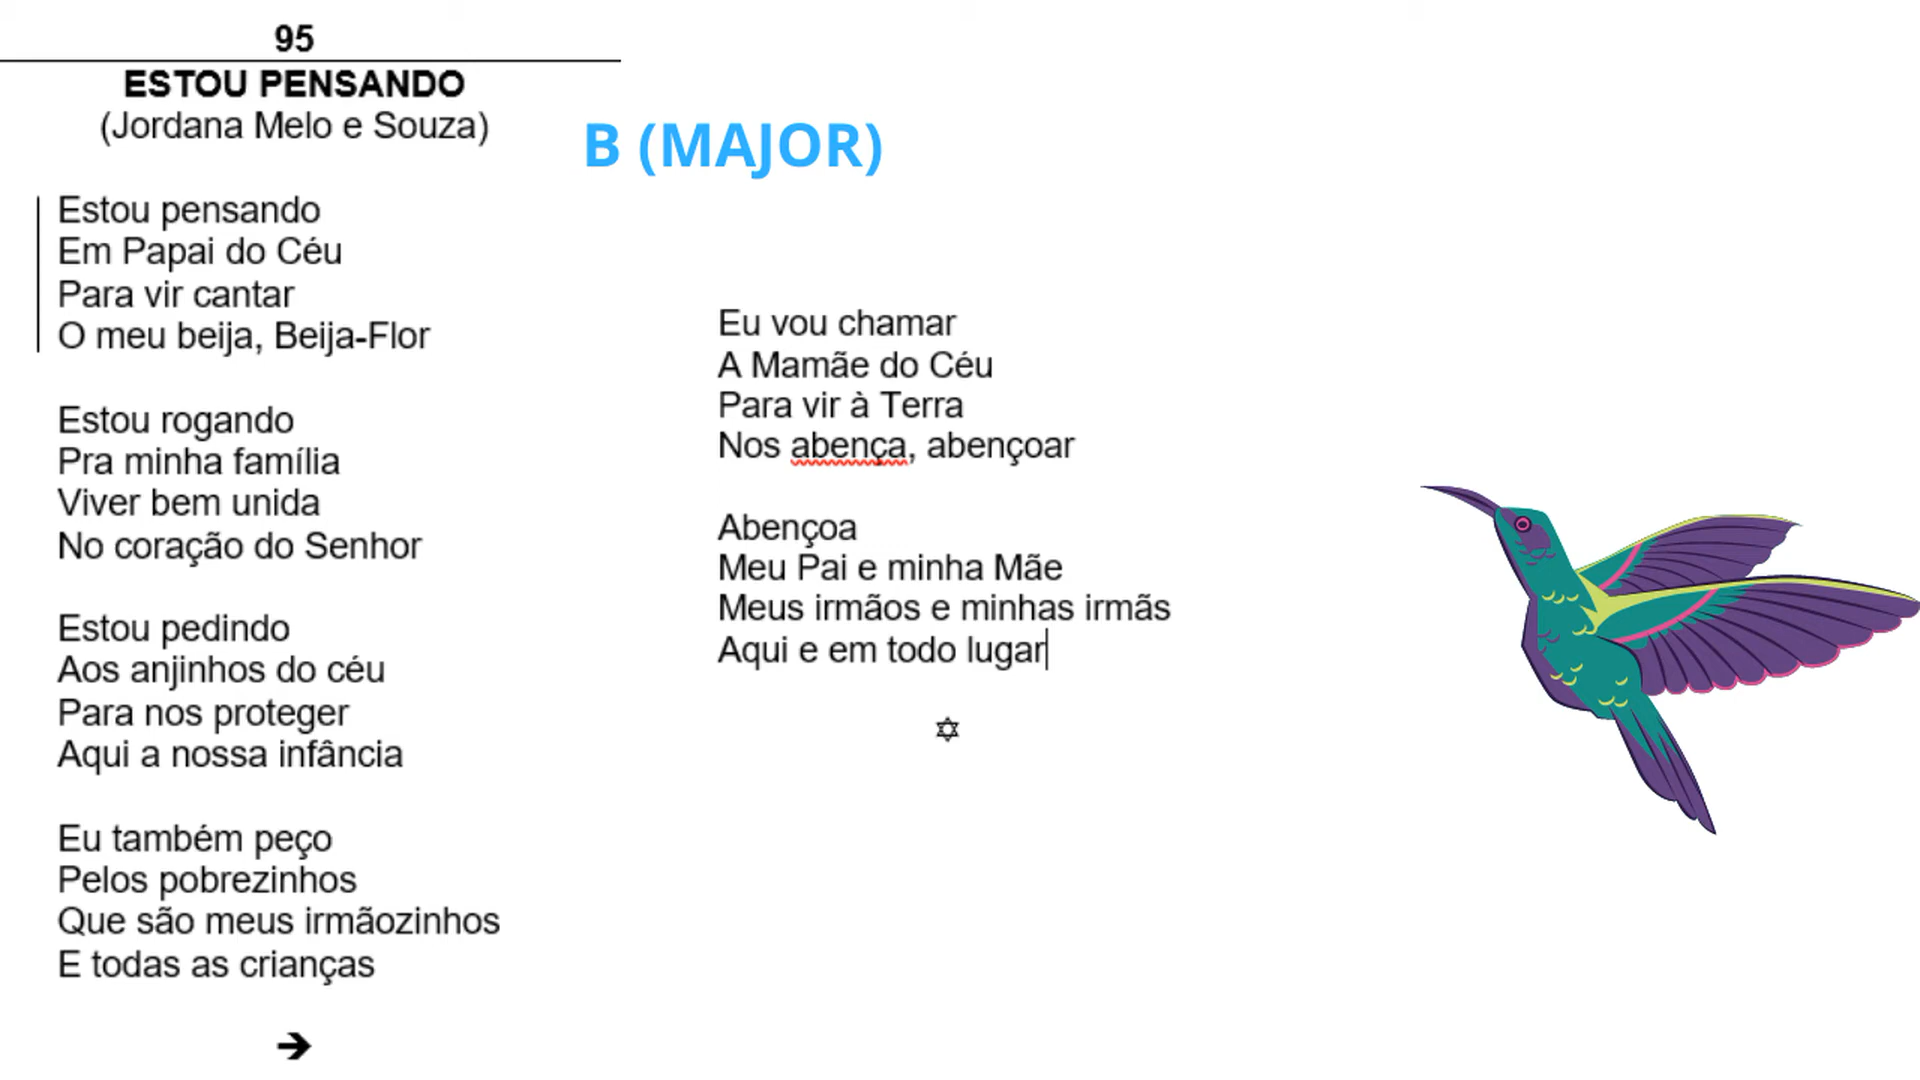 95
ESTOU PENSANDO
(Jordana Melo e Souza)
B (MAJOR)
Estou pensando
Em Papai do Céu
Para vir cantar
O meu beija, Beija-Flor
Estou rogando
Pra minha família
Viver bem unida
No coração do Senhor
Estou pedindo
Aos anjinhos do céu
Para nos proteger
Aqui a nossa infância
Eu também peço
Pelos pobrezinhos
Que são meus irmãozinhos
E todas as crianças
Eu vou chamar
A Mamãe do Céu
Para vir à Terra
Nos abença, abençoar
Abençoa
Meu Pai e minha Mãe
Meus irmãos e minhas irmãs
Aqui e em todo lugar